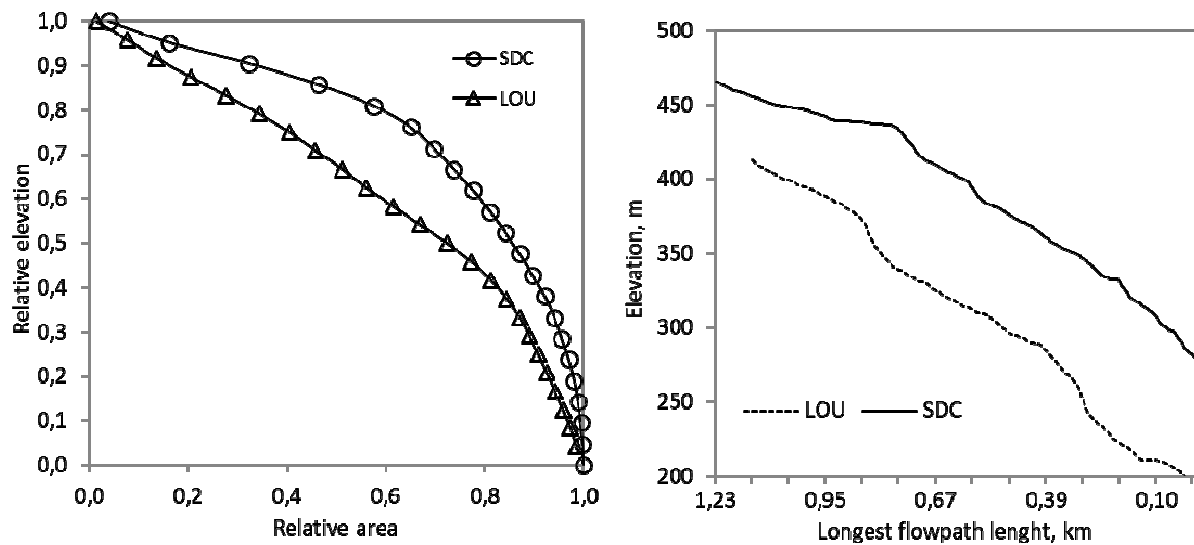 1,0
0,9
0,8
0,7
0,6
0,5
0,4
0,3
0,2
0,1
0,0
Relative elevation
SDC
LOU
0,0 0,2 0,4 0,6 0,8 1,0
Relative area
500
450
400
350
300
250
200
Elevation, m
LOU SDC
1,23 0,95 0,67 0,39 0,10
Longest flowpath lenght, km